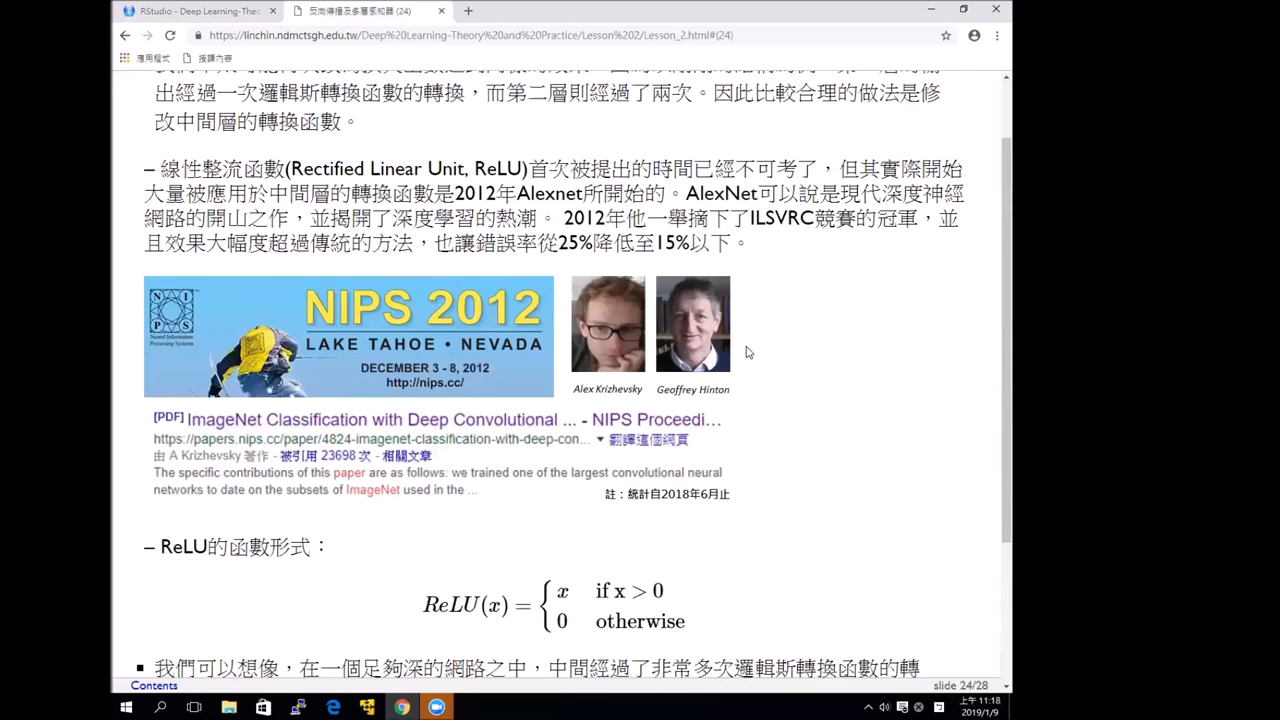 RStudio - Deep Learning-The
反向傳播及多層感知器 (24)
https://linchin.ndmctsgh.edu.tw/Deep%20Learning-Theory%20and%20Practice/Lesson%202/Lesson_2.html#(24)
應用程式
授課內容
出經過一次邏輯斯轉換函數的轉換，而第二層則經過了兩次。因此比較合理的做法是修
改中間層的轉換函數。
– 線性整流函數(Rectified Linear Unit, ReLU)首次被提出的時間已經不可考了，但其實際開始
大量被應用於中間層的轉換函數是2012年Alexnet所開始的。AlexNet可以說是現代深度神經
網路的開山之作，並揭開了深度學習的熱潮。 2012年他一舉摘下了ILSVRC競賽的冠軍，並
且效果大幅度超過傳統的方法，也讓錯誤率從25%降低至15%以下。
NIPS 2012
LAKE TAHOE • NEVADA
DECEMBER 3 - 8, 2012
http://nips.cc/
Alex Krizhevsky
Geoffrey Hinton
[PDF] ImageNet Classification with Deep Convolutional ... - NIPS Proceedi...
https://papers.nips.cc/paper/4824-imagenet-classification-with-deep-con... ▼ 翻譯這個網頁
由 A Krizhevsky 著作 - 被引用 23698 次 - 相關文章
The specific contributions of this paper are as follows: we trained one of the largest convolutional neural
networks to date on the subsets of ImageNet used in the ...
註：統計自2018年6月止
– ReLU的函數形式：
ReLU(x) = { x if x > 0
0 otherwise
▪ 我們可以想像，在一個足夠深的網路之中，中間經過了非常多次邏輯斯轉換函數的轉
Contents
slide 24/28
上午 11:18
2019/1/9